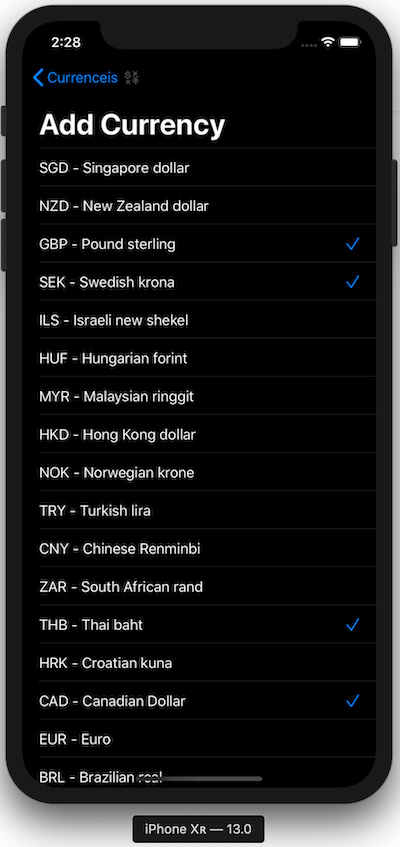 2:28
Currenceis
Add Currency
SGD - Singapore dollar
NZD - New Zealand dollar
GBP - Pound sterling
SEK - Swedish krona
ILS - Israeli new shekel
HUF - Hungarian forint
MYR - Malaysian ringgit
HKD - Hong Kong dollar
NOK - Norwegian krone
TRY - Turkish lira
CNY - Chinese Renminbi
ZAR - South African rand
THB - Thai baht
HRK - Croatian kuna
CAD - Canadian Dollar
EUR - Euro
BRL - Brazilian real
iPhone XR — 13.0